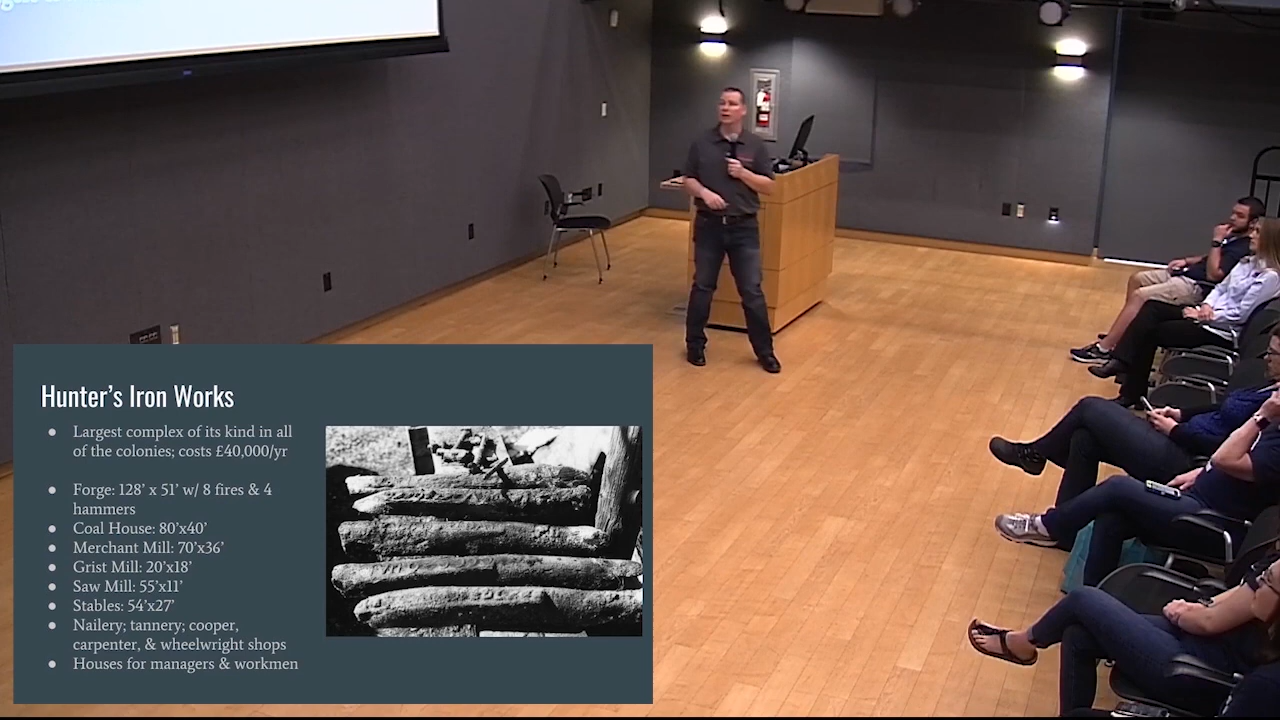 Hunter's Iron Works
● Largest complex of its kind in all
of the colonies; costs £40,000/yr
● Forge: 128' x 51' w/ 8 fires & 4
hammers
● Coal House: 80'x40'
● Merchant Mill: 70'x36'
● Grist Mill: 20'x18'
● Saw Mill: 55'x11'
● Stables: 54'x27'
● Nailery; tannery; cooper,
carpenter, & wheelwright shops
● Houses for managers & workmen